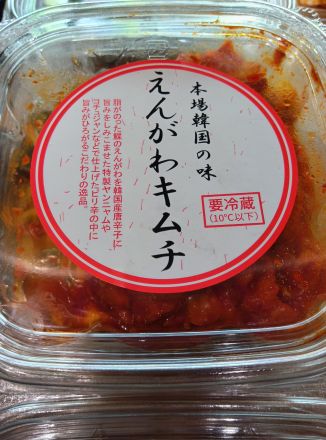 本場韓国の味
えんがわキムチ
要冷蔵
(10℃以下)
脂がのった鰈のえんがわを韓国産唐辛子に
旨みをしみこませた特製ヤンニャムや
コチュジャンなどで仕上げたピリ辛の中に
旨みがひろがるこだわりの逸品。